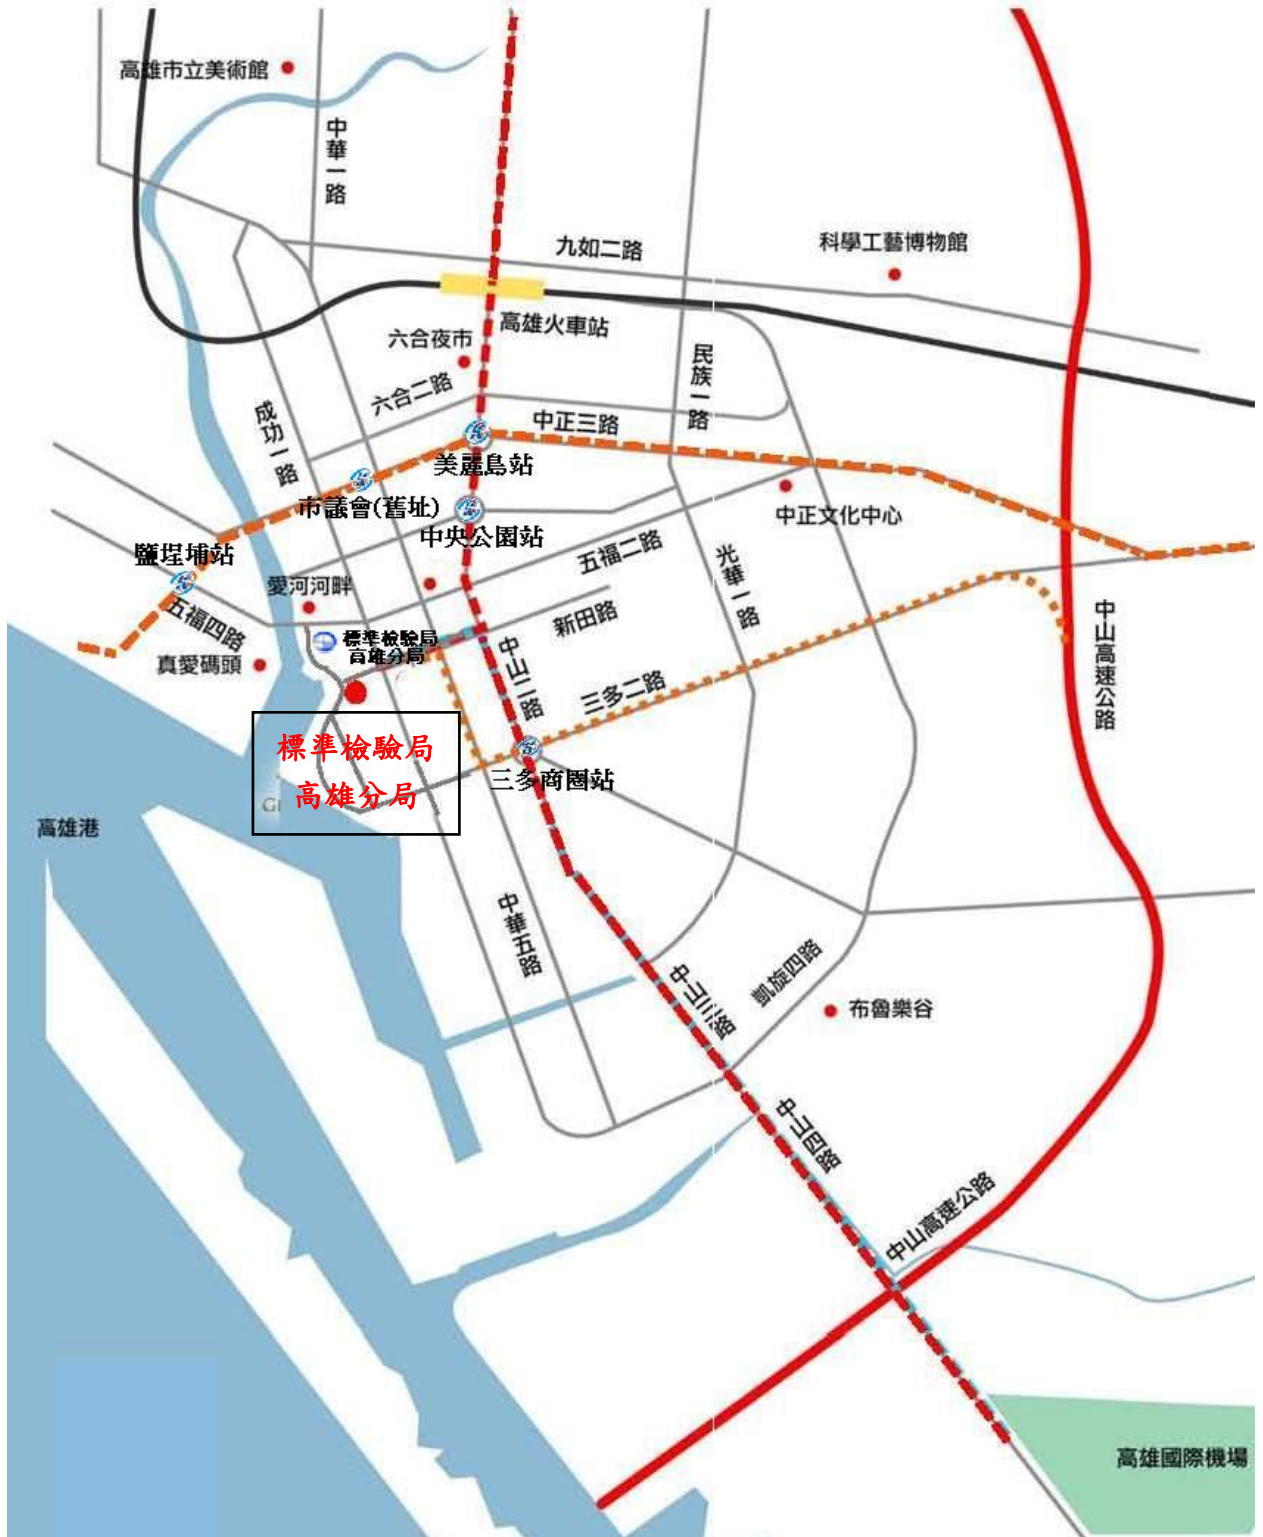 高雄市立美術館
中華一路
九如二路
科學工藝博物館
高雄火車站
六合夜市
民族一路
六合二路
成功一路
中正三路
美麗島站
市議會(舊址)
中正文化中心
中央公園站
五福二路
鹽埕埔站
光華一路
愛河河畔
五福四路
新田路
中山高速公路
標準檢驗局
高雄分局
真愛碼頭
中山二路
三多二路
標準檢驗局
高雄分局
三多商圈站
高雄港
中華五路
中山三路
凱旋四路
布魯樂谷
中山四路
中山高速公路
高雄國際機場